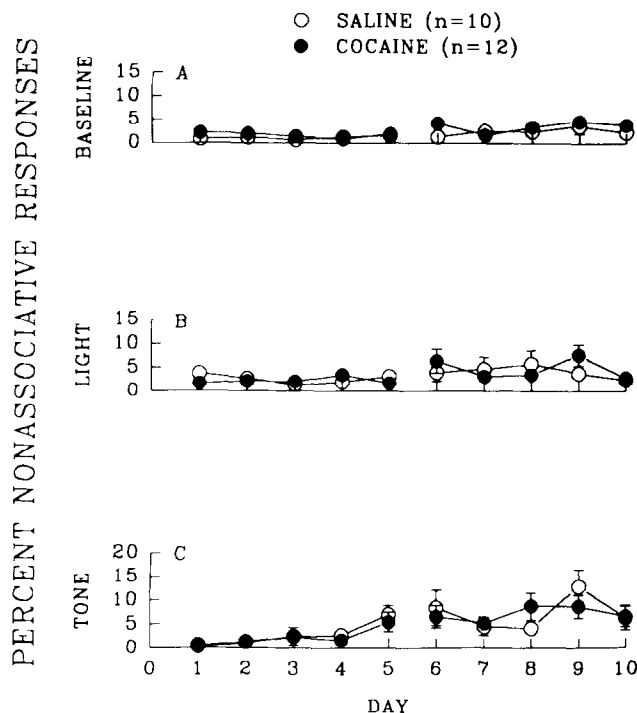 SALINE (n=10)
COCAINE (n=12)
PERCENT NONASSOCIATIVE RESPONSES
BASELINE
15
10
5
0
A
LIGHT
15
10
5
0
B
TONE
20
15
10
5
0
C
0 1 2 3 4 5 6 7 8 9 10
DAY